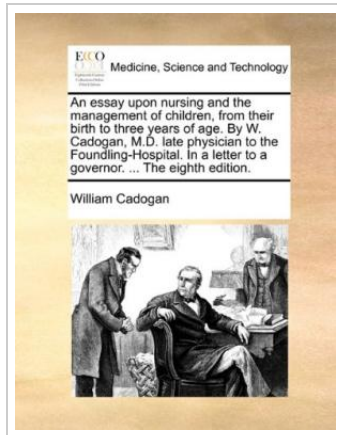 ECCO
Medicine, Science and Technology
An essay upon nursing and the
management of children, from their
birth to three years of age. By W.
Cadogan, M.D. late physician to the
Foundling-Hospital. In a letter to a
governor. ... The eighth edition.
William Cadogan